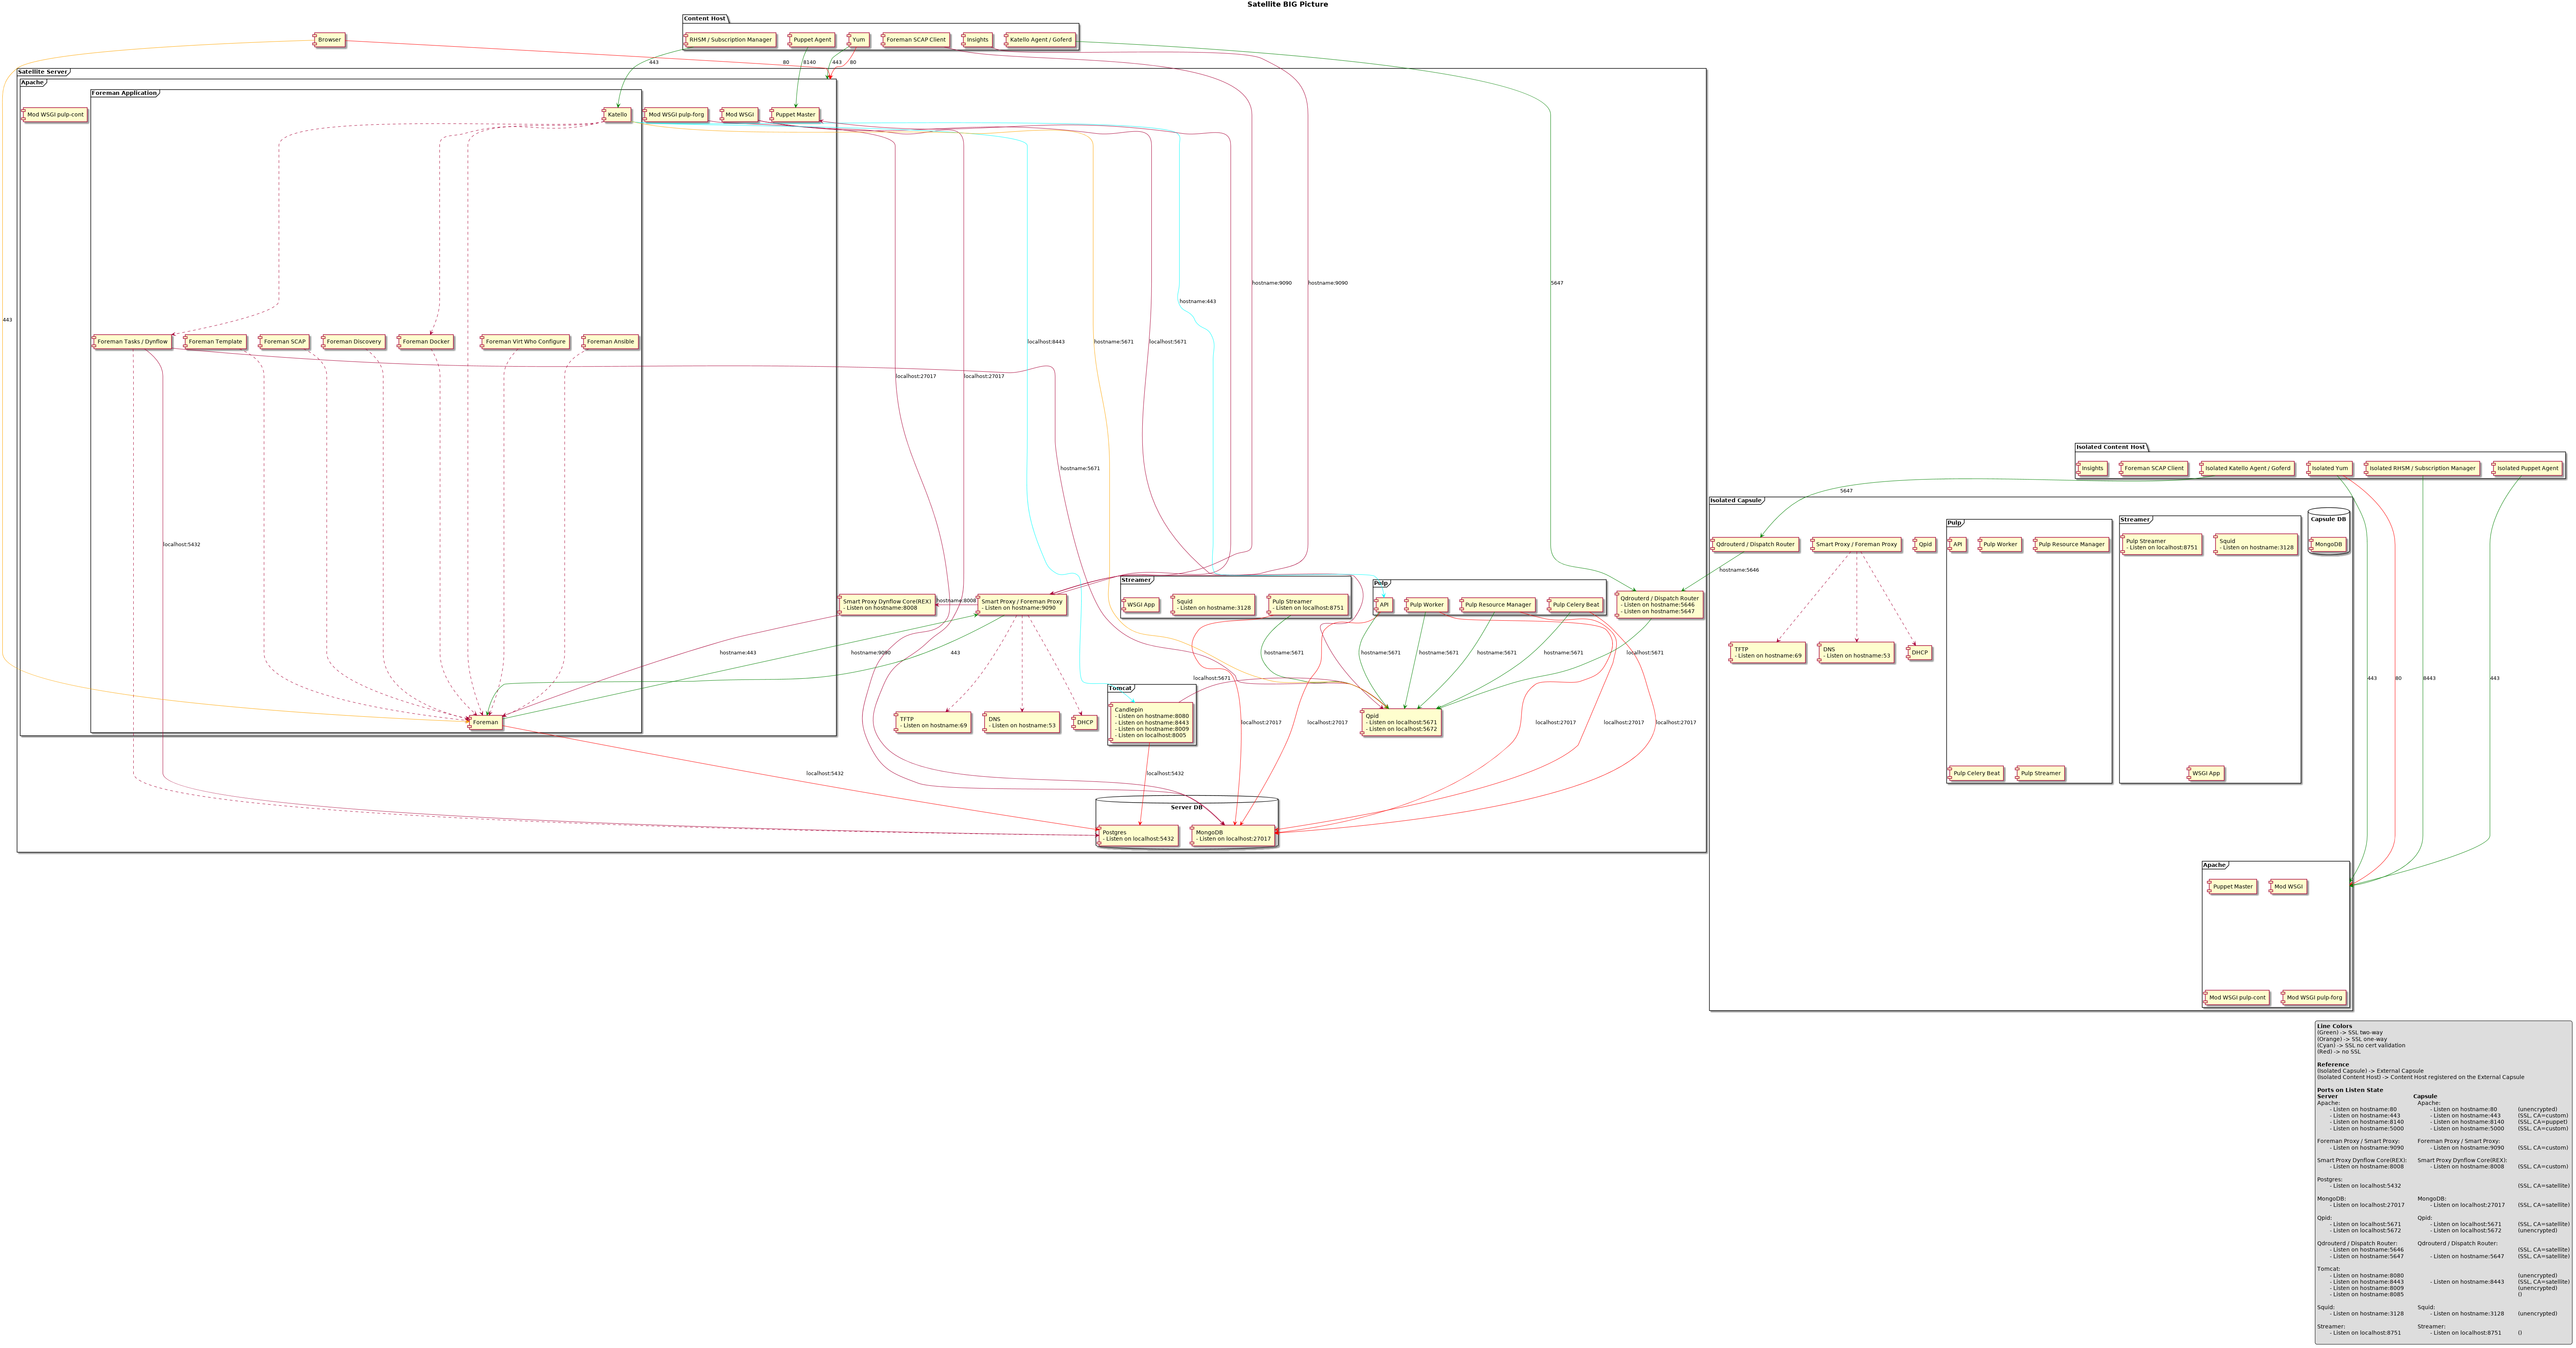 Satellite BIG Picture
Content Host
Browser
RHSM / Subscription Manager
Puppet Agent
Yum
Foreman SCAP Client
Insights
Katello Agent / Goferd
443
8140
80
443
80
Satellite Server
Apache
Foreman Application
Mod WSGI pulp-cont
Katello
Mod WSGI pulp-forg
Mod WSGI
Puppet Master
hostname:9090
hostname:9090
5647
hostname:443
443
Foreman Tasks / Dynflow
Foreman Template
Foreman SCAP
Foreman Discovery
Foreman Docker
Foreman Virt Who Configure
Foreman Ansible
localhost:8443
hostname:5671
localhost:5671
localhost:27017
localhost:27017
hostname:5671
localhost:5432
Smart Proxy Dynflow Core(REX)
- Listen on hostname:8008
hostname:8008
Smart Proxy / Foreman Proxy
- Listen on hostname:9090
Streamer
WSGI App
Squid
- Listen on hostname:3128
Pulp Streamer
- Listen on localhost:8751
Pulp
API
Pulp Worker
Pulp Resource Manager
Pulp Celery Beat
Qdrouterd / Dispatch Router
- Listen on hostname:5646
- Listen on hostname:5647
hostname:443
hostname:9090
443
hostname:5671
hostname:5671
hostname:5671
hostname:5671
hostname:5671
localhost:5671
localhost:5671
Foreman
TFTP
- Listen on hostname:69
DNS
- Listen on hostname:53
DHCP
Tomcat
Candlepin
- Listen on hostname:8080
- Listen on hostname:8443
- Listen on hostname:8009
- Listen on localhost:8005
localhost:27017
localhost:27017
Qpid
- Listen on localhost:5671
- Listen on localhost:5672
localhost:27017
localhost:27017
localhost:27017
localhost:5432
localhost:5432
Server DB
Postgres
- Listen on localhost:5432
MongoDB
- Listen on localhost:27017
Isolated Content Host
Insights
Foreman SCAP Client
Isolated Katello Agent / Goferd
Isolated Yum
Isolated RHSM / Subscription Manager
Isolated Puppet Agent
5647
Isolated Capsule
Qdrouterd / Dispatch Router
Smart Proxy / Foreman Proxy
Qpid
Pulp
API
Pulp Worker
Pulp Resource Manager
Streamer
Pulp Streamer
- Listen on localhost:8751
Squid
- Listen on hostname:3128
Capsule DB
MongoDB
hostname:5646
TFTP
- Listen on hostname:69
DNS
- Listen on hostname:53
DHCP
443
80
8443
443
Pulp Celery Beat
Pulp Streamer
WSGI App
Apache
Puppet Master
Mod WSGI
Mod WSGI pulp-cont
Mod WSGI pulp-forg
Line Colors
(Green) -> SSL two-way
(Orange) -> SSL one-way
(Cyan) -> SSL no cert validation
(Red) -> no SSL
Reference
(Isolated Capsule) -> External Capsule
(Isolated Content Host) -> Content Host registered on the External Capsule
Ports on Listen State
Server Capsule
Apache: Apache:
- Listen on hostname:80 - Listen on hostname:80 (unencrypted)
- Listen on hostname:443 - Listen on hostname:443 (SSL, CA=custom)
- Listen on hostname:8140 - Listen on hostname:8140 (SSL, CA=puppet)
- Listen on hostname:5000 - Listen on hostname:5000 (SSL, CA=custom)
Foreman Proxy / Smart Proxy: Foreman Proxy / Smart Proxy:
- Listen on hostname:9090 - Listen on hostname:9090 (SSL, CA=custom)
Smart Proxy Dynflow Core(REX): Smart Proxy Dynflow Core(REX):
- Listen on hostname:8008 - Listen on hostname:8008 (SSL, CA=custom)
Postgres:
- Listen on localhost:5432 (SSL, CA=satellite)
MongoDB: MongoDB:
- Listen on localhost:27017 - Listen on localhost:27017 (SSL, CA=satellite)
Qpid: Qpid:
- Listen on localhost:5671 - Listen on localhost:5671 (SSL, CA=satellite)
- Listen on localhost:5672 - Listen on localhost:5672 (unencrypted)
Qdrouterd / Dispatch Router: Qdrouterd / Dispatch Router:
- Listen on hostname:5646 (SSL, CA=satellite)
- Listen on hostname:5647 - Listen on hostname:5647 (SSL, CA=satellite)
Tomcat:
- Listen on hostname:8080 (unencrypted)
- Listen on hostname:8443 - Listen on hostname:8443 (SSL, CA=satellite)
- Listen on hostname:8009 (unencrypted)
- Listen on hostname:8085 ()
Squid: Squid:
- Listen on hostname:3128 - Listen on hostname:3128 (unencrypted)
Streamer: Streamer:
- Listen on localhost:8751 - Listen on localhost:8751 ()